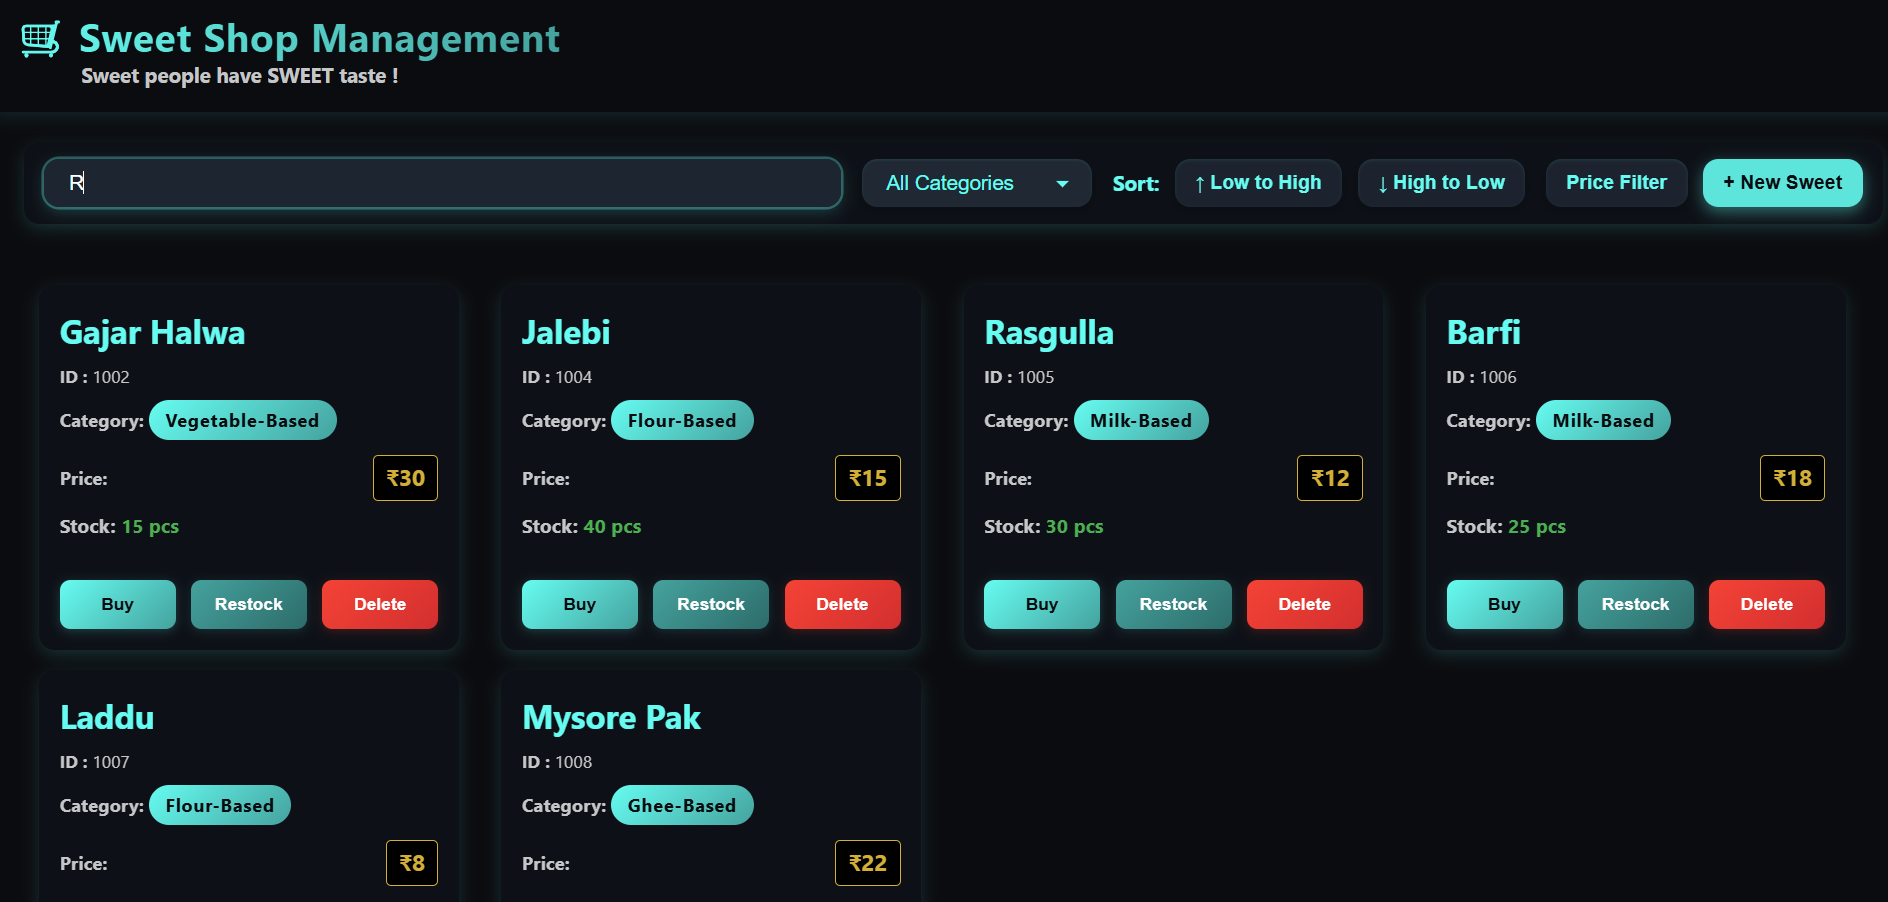 Sweet Shop Management
Sweet people have SWEET taste !
R
All Categories
Sort:
↑ Low to High
↓ High to Low
Price Filter
+ New Sweet
Gajar Halwa
ID : 1002
Category: Vegetable-Based
Price: ₹30
Stock: 15 pcs
Buy Restock Delete
Jalebi
ID : 1004
Category: Flour-Based
Price: ₹15
Stock: 40 pcs
Buy Restock Delete
Rasgulla
ID : 1005
Category: Milk-Based
Price: ₹12
Stock: 30 pcs
Buy Restock Delete
Barfi
ID : 1006
Category: Milk-Based
Price: ₹18
Stock: 25 pcs
Buy Restock Delete
Laddu
ID : 1007
Category: Flour-Based
Price: ₹8
Mysore Pak
ID : 1008
Category: Ghee-Based
Price: ₹22